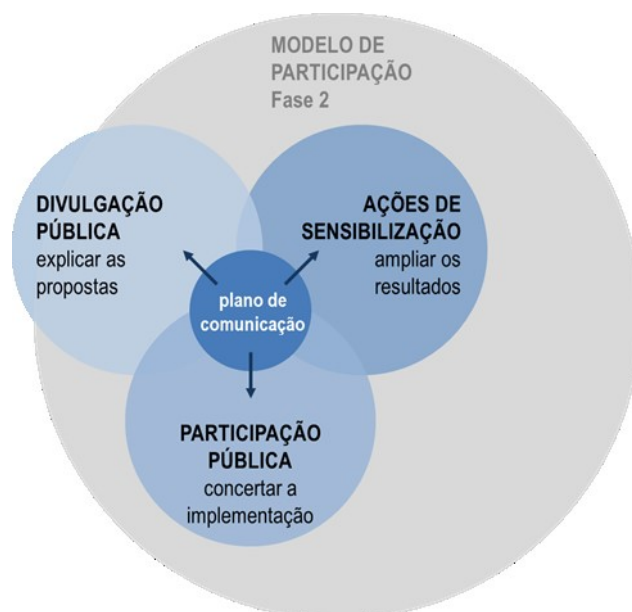 MODELO DE
PARTICIPAÇÃO
Fase 2
DIVULGAÇÃO
PÚBLICA
explicar as
propostas
AÇÕES DE
SENSIBILIZAÇÃO
ampliar os
resultados
plano de
comunicação
PARTICIPAÇÃO
PÚBLICA
concertar a
implementação